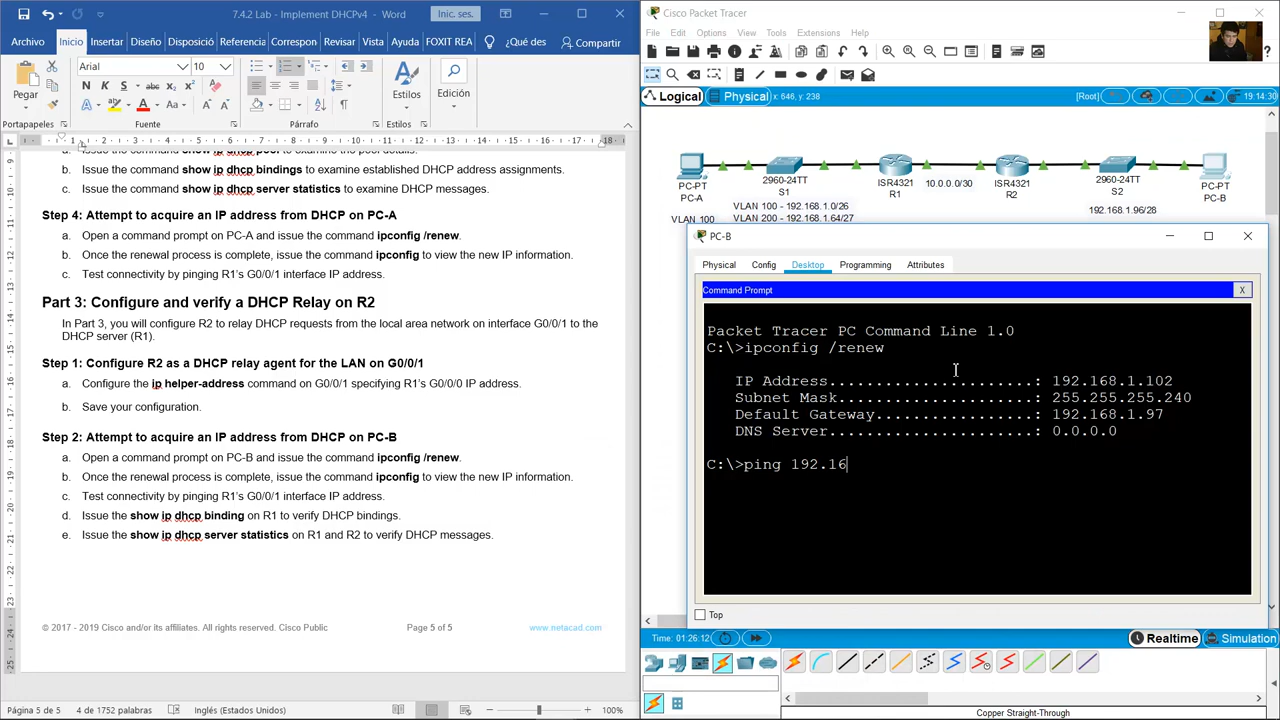 7.4.2 Lab - Implement DHCPv4 - Word
Inic. ses.
Archivo Inicio Inser Diseño Disposició Referencia Correspon Revisar Vista Ayuda FOXIT REA ¿Qué des Compartir
Arial 10
Pegar
N K S
Estilos
Edición
Portapapeles Fuente Párrafo Estilos
b. Issue the command show ip dhcp bindings to examine established DHCP address assignments.
c. Issue the command show ip dhcp server statistics to examine DHCP messages.
Step 4: Attempt to acquire an IP address from DHCP on PC-A
a. Open a command prompt on PC-A and issue the command ipconfig /renew.
b. Once the renewal process is complete, issue the command ipconfig to view the new IP information.
c. Test connectivity by pinging R1's G0/0/1 interface IP address.
Part 3: Configure and verify a DHCP Relay on R2
In Part 3, you will configure R2 to relay DHCP requests from the local area network on interface G0/0/1 to the
DHCP server (R1).
Step 1: Configure R2 as a DHCP relay agent for the LAN on G0/0/1
a. Configure the ip helper-address command on G0/0/1 specifying R1's G0/0/0 IP address.
b. Save your configuration.
Step 2: Attempt to acquire an IP address from DHCP on PC-B
a. Open a command prompt on PC-B and issue the command ipconfig /renew.
b. Once the renewal process is complete, issue the command ipconfig to view the new IP information.
c. Test connectivity by pinging R1's G0/0/1 interface IP address.
d. Issue the show ip dhcp binding on R1 to verify DHCP bindings.
e. Issue the show ip dhcp server statistics on R1 and R2 to verify DHCP messages.
© 2017 - 2019 Cisco and/or its affiliates. All rights reserved. Cisco Public Page 5 of 5 www.netacad.com
Página 5 de 5 4 de 1752 palabras Inglés (Estados Unidos) 100%
Cisco Packet Tracer
File Edit Options View Tools Extensions Help
Logical Physical x: 646, y: 238 [Root] 19:14:30
PC-PT
PC-A
2960-24TT
S1
ISR4321
R1
10.0.0.0/30
ISR4321
R2
2960-24TT
S2
PC-PT
PC-B
VLAN 100
VLAN 100 - 192.168.1.0/26
VLAN 200 - 192.168.1.64/27
192.168.1.96/28
PC-B
Physical Config Desktop Programming Attributes
Command Prompt X
Packet Tracer PC Command Line 1.0
C:\>ipconfig /renew
IP Address......................: 192.168.1.102
Subnet Mask.....................: 255.255.255.240
Default Gateway.................: 192.168.1.97
DNS Server......................: 0.0.0.0
C:\>ping 192.16
Top
Time: 01:26:12 Realtime Simulation
Copper Straight-Through